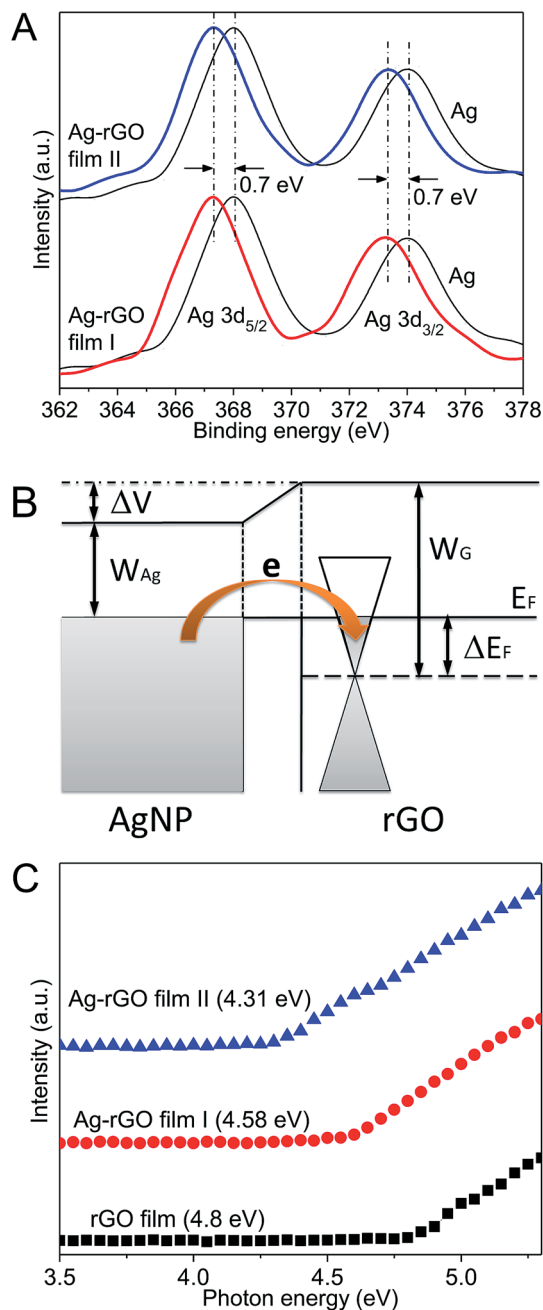 A
Ag-rGO
film II
Ag
0.7 eV
0.7 eV
Ag-rGO
film I
Ag 3d5/2
Ag 3d3/2
Ag
Intensity (a.u.)
362 364 366 368 370 372 374 376 378
Binding energy (eV)
B
ΔV
WAg
e
WG
EF
ΔEF
AgNP
rGO
C
Ag-rGO film II (4.31 eV)
Ag-rGO film I (4.58 eV)
rGO film (4.8 eV)
Intensity (a.u.)
3.5 4.0 4.5 5.0
Photon energy (eV)